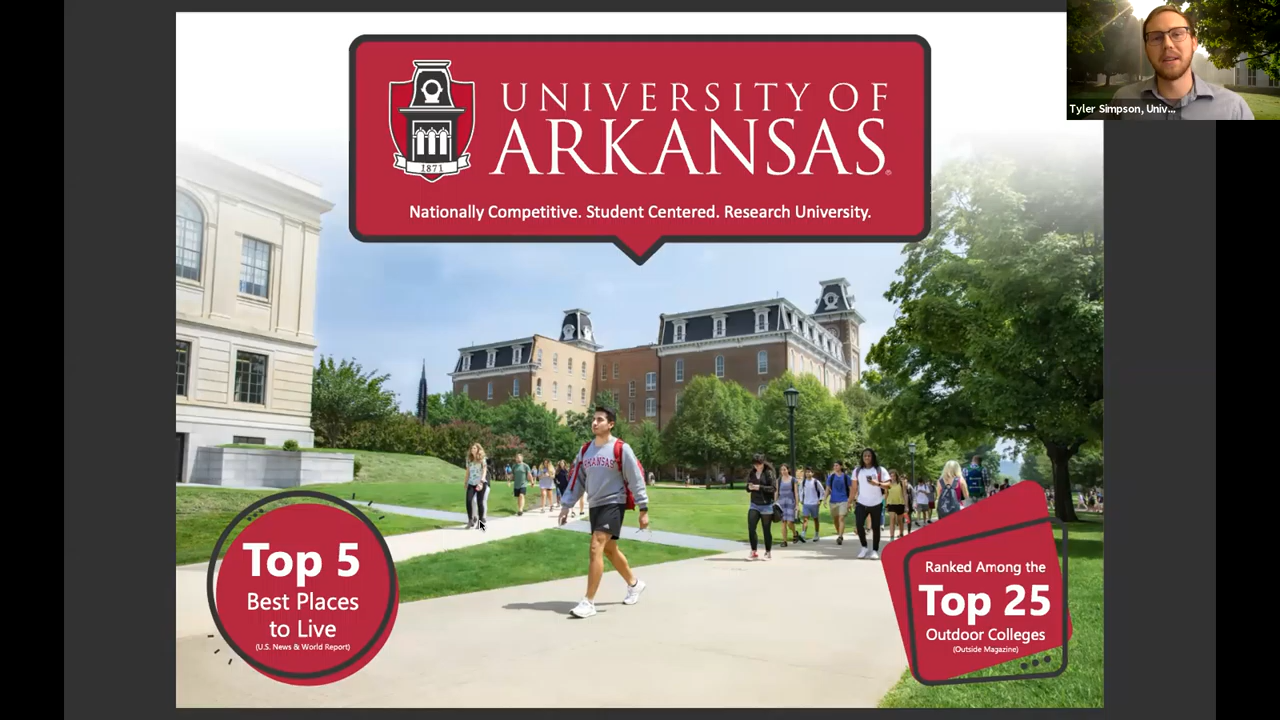 UNIVERSITY OF
ARKANSAS
1871
Nationally Competitive. Student Centered. Research University.
Tyler Simpson, Univ...
ARKANSAS
Top 5
Best Places
to Live
(U.S. News & World Report)
Ranked Among the
Top 25
Outdoor Colleges
(Outside Magazine)